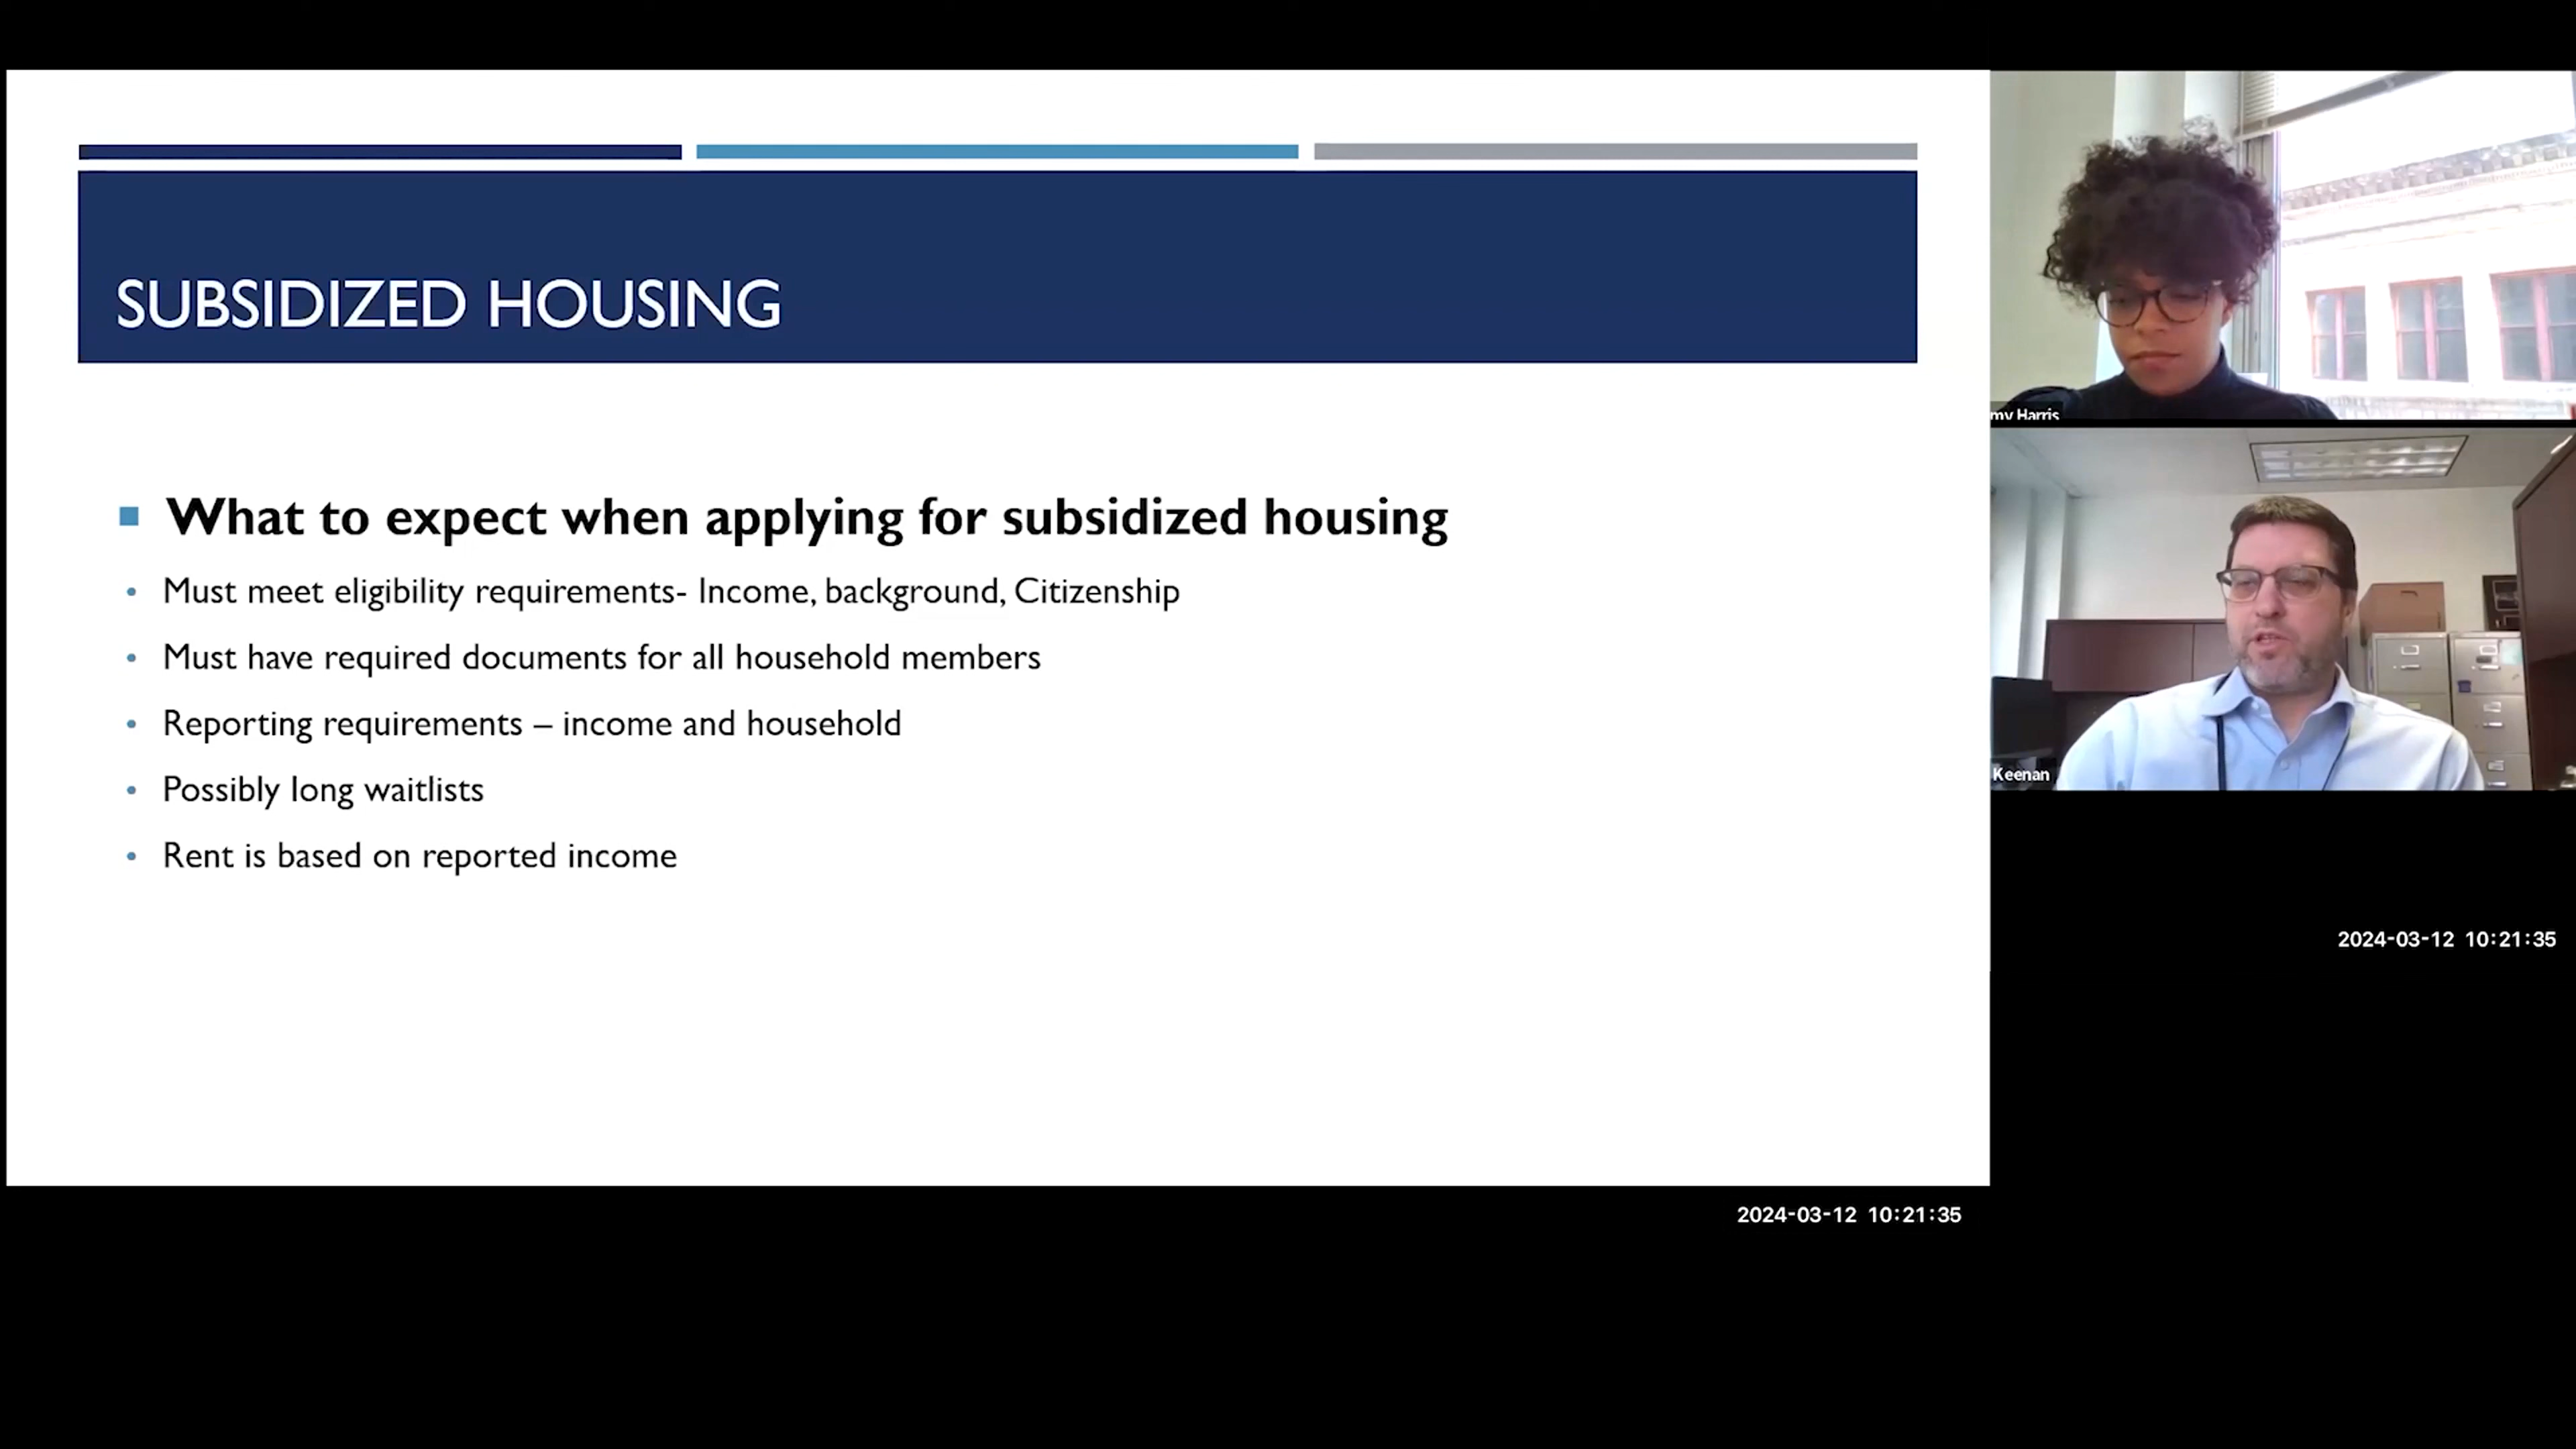 SUBSIDIZED HOUSING
What to expect when applying for subsidized housing
Must meet eligibility requirements- Income, background, Citizenship
Must have required documents for all household members
Reporting requirements – income and household
Possibly long waitlists
Rent is based on reported income
my Harris
Keenan
2024-03-12 10:21:35
2024-03-12 10:21:35